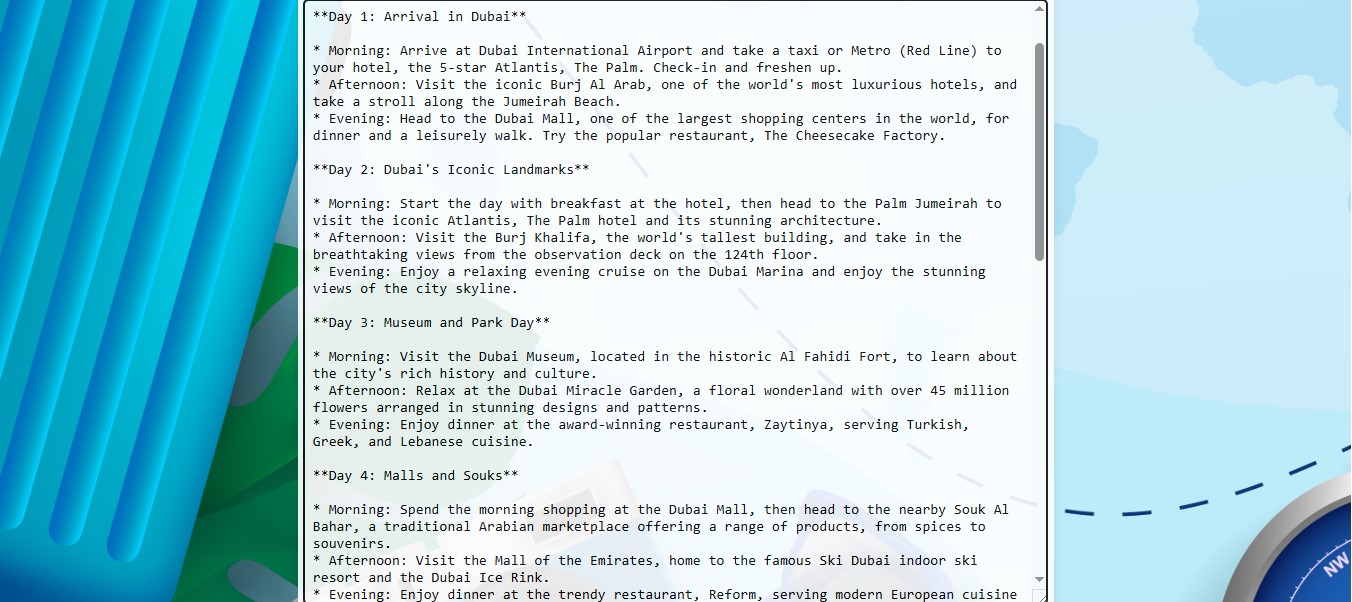 **Day 1: Arrival in Dubai**
* Morning: Arrive at Dubai International Airport and take a taxi or Metro (Red Line) to
your hotel, the 5-star Atlantis, The Palm. Check-in and freshen up.
* Afternoon: Visit the iconic Burj Al Arab, one of the world's most luxurious hotels, and
take a stroll along the Jumeirah Beach.
* Evening: Head to the Dubai Mall, one of the largest shopping centers in the world, for
dinner and a leisurely walk. Try the popular restaurant, The Cheesecake Factory.
**Day 2: Dubai's Iconic Landmarks**
* Morning: Start the day with breakfast at the hotel, then head to the Palm Jumeirah to
visit the iconic Atlantis, The Palm hotel and its stunning architecture.
* Afternoon: Visit the Burj Khalifa, the world's tallest building, and take in the
breathtaking views from the observation deck on the 124th floor.
* Evening: Enjoy a relaxing evening cruise on the Dubai Marina and enjoy the stunning
views of the city skyline.
**Day 3: Museum and Park Day**
* Morning: Visit the Dubai Museum, located in the historic Al Fahidi Fort, to learn about
the city's rich history and culture.
* Afternoon: Relax at the Dubai Miracle Garden, a floral wonderland with over 45 million
flowers arranged in stunning designs and patterns.
* Evening: Enjoy dinner at the award-winning restaurant, Zaytinya, serving Turkish,
Greek, and Lebanese cuisine.
**Day 4: Malls and Souks**
* Morning: Spend the morning shopping at the Dubai Mall, then head to the nearby Souk Al
Bahar, a traditional Arabian marketplace offering a range of products, from spices to
souvenirs.
* Afternoon: Visit the Mall of the Emirates, home to the famous Ski Dubai indoor ski
resort and the Dubai Ice Rink.
* Evening: Enjoy dinner at the trendy restaurant, Reform, serving modern European cuisine
NW